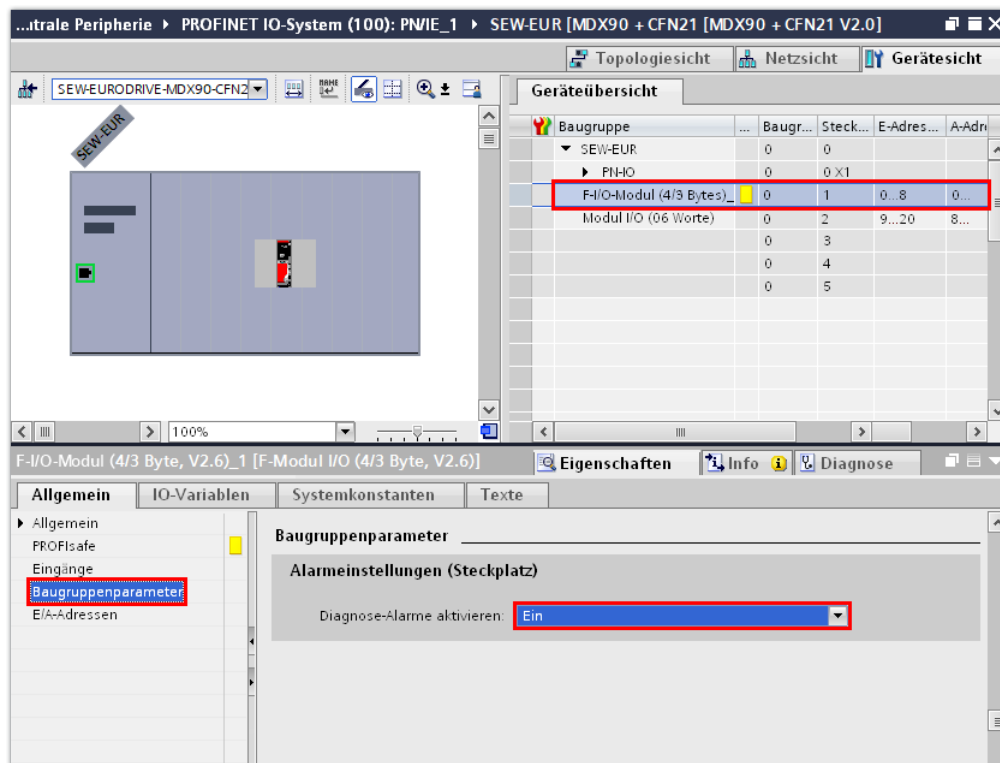 ...ıtrale Peripherie ▸ PROFINET IO-System (100): PN/IE_1 ▸ SEW-EUR [MDX90 + CFN21 [MDX90 + CFN21 V2.0]
Topologiesicht Netzsicht Gerätesicht
SEW-EURODRIVE-MDX90-CFN2
Geräteübersicht
SEW-EUR
Baugruppe ... Baugr... Steck... E-Adres... A-Adr
SEW-EUR 0 0
PN-IO 0 0 X1
F-I/O-Modul (4/3 Bytes)_ 0 1 0...8 0...
Modul I/O (06 Worte) 0 2 9...20 8...
0 3
0 4
0 5
100%
F-I/O-Modul (4/3 Byte, V2.6)_1 [F-Modul I/O (4/3 Byte, V2.6)]
Eigenschaften Info Diagnose
Allgemein IO-Variablen Systemkonstanten Texte
Allgemein
PROFIsafe
Eingänge
Baugruppenparameter
E/A-Adressen
Baugruppenparameter
Alarmeinstellungen (Steckplatz)
Diagnose-Alarme aktivieren: Ein